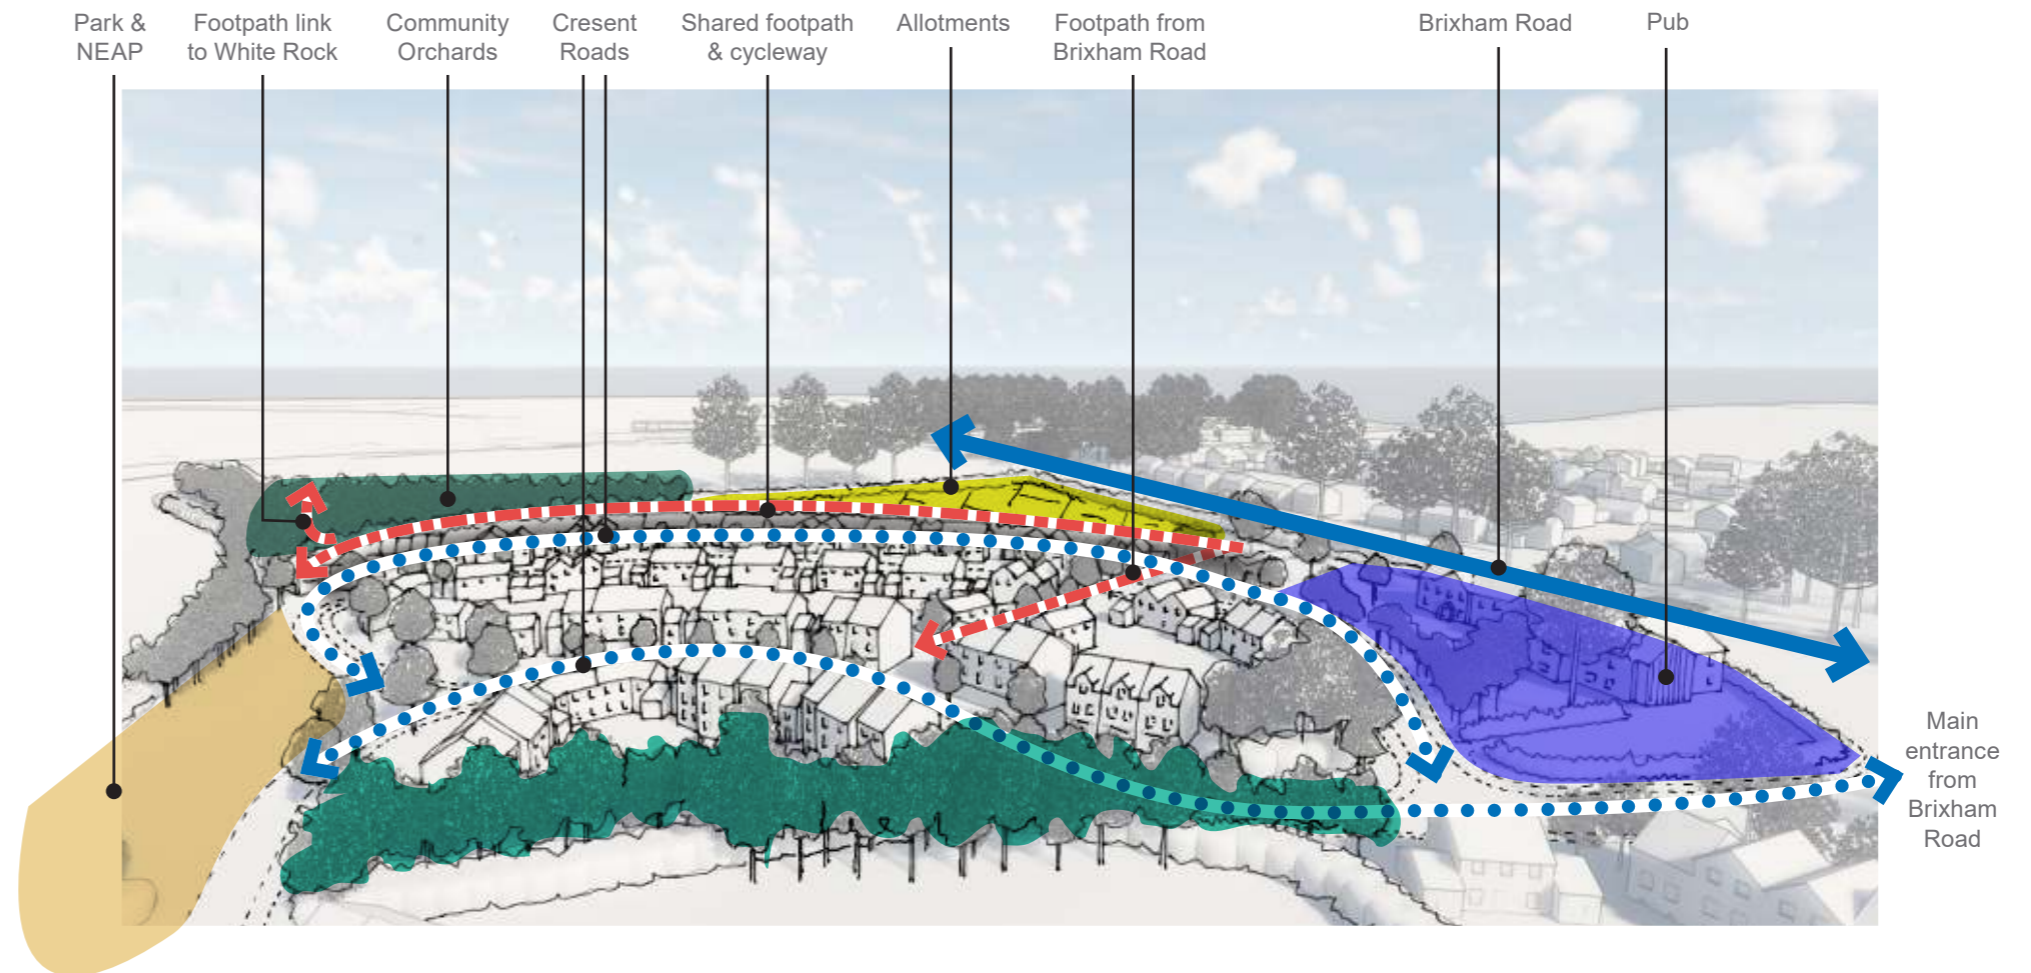 Park &
NEAP
Footpath link
to White Rock
Community
Orchards
Cresent
Roads
Shared footpath
& cycleway
Allotments
Footpath from
Brixham Road
Brixham Road
Pub
Main
entrance
from
Brixham
Road